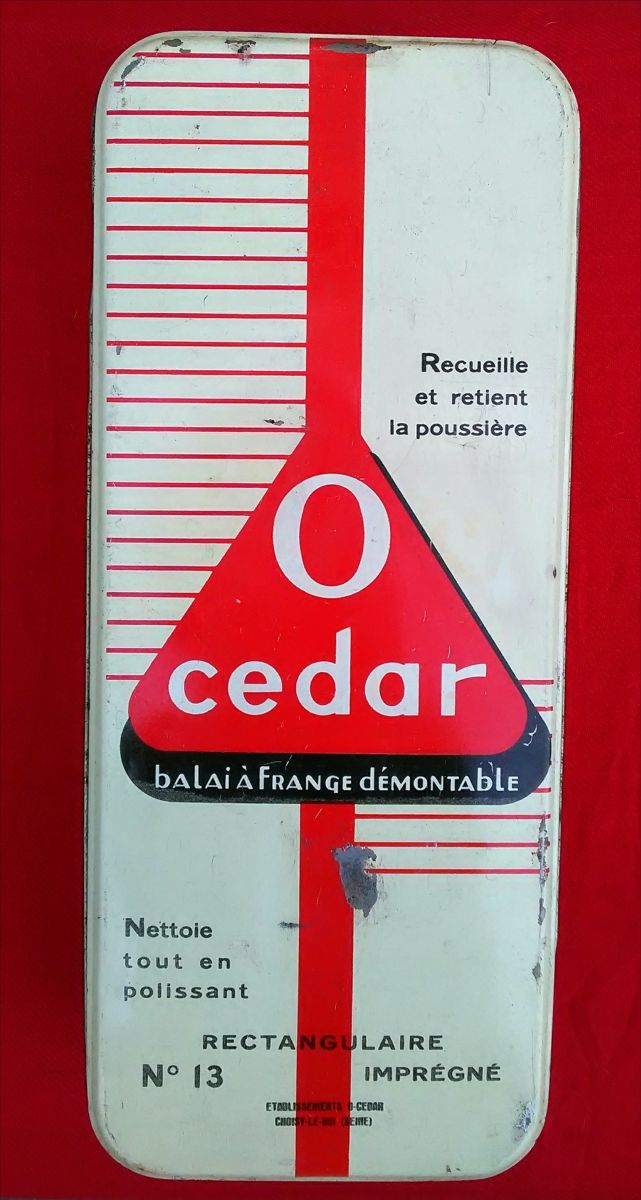 Recueille
et retient
la poussière
O
cedar
balai à frange démontable
Nettoie
tout en
polissant
RECTANGULAIRE
N° 13 IMPRÉGNÉ
ETABLISSEMENTS O-CEDAR
CHOISY-LE-ROI (SEINE)